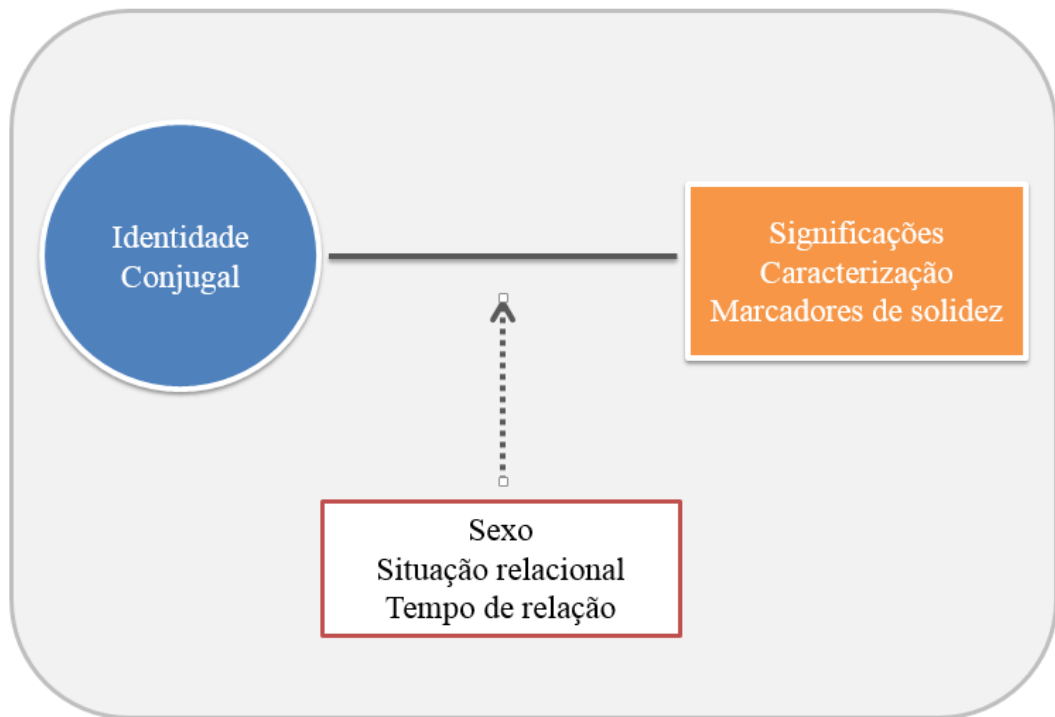 Identidade
Conjugal
Significações
Caracterização
Marcadores de solidez
Sexo
Situação relacional
Tempo de relação